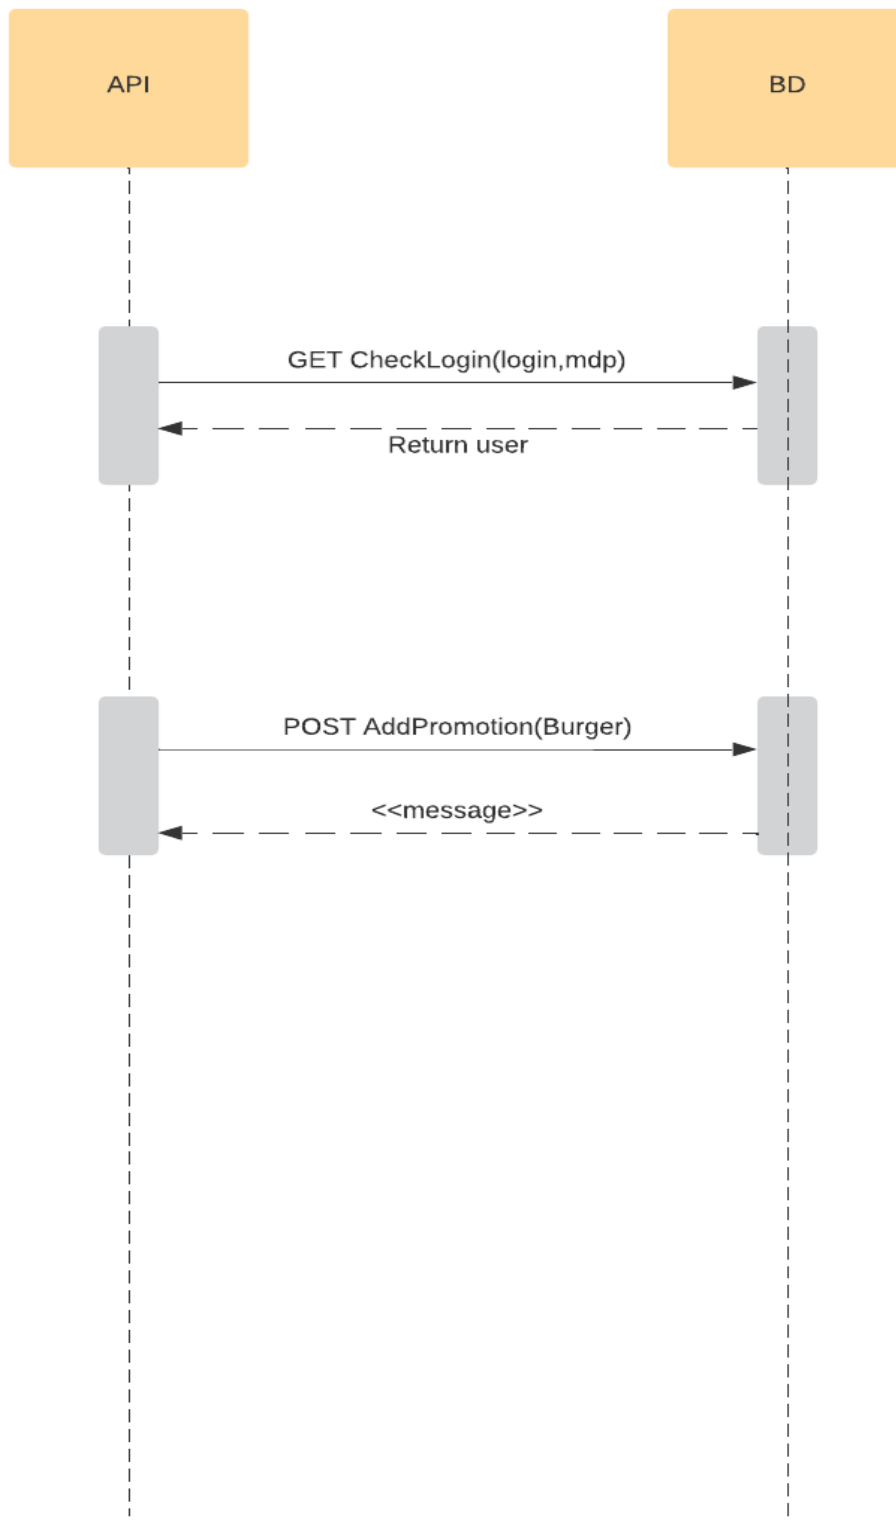 API
BD
GET CheckLogin(login,mdp)
Return user
POST AddPromotion(Burger)
<<message>>